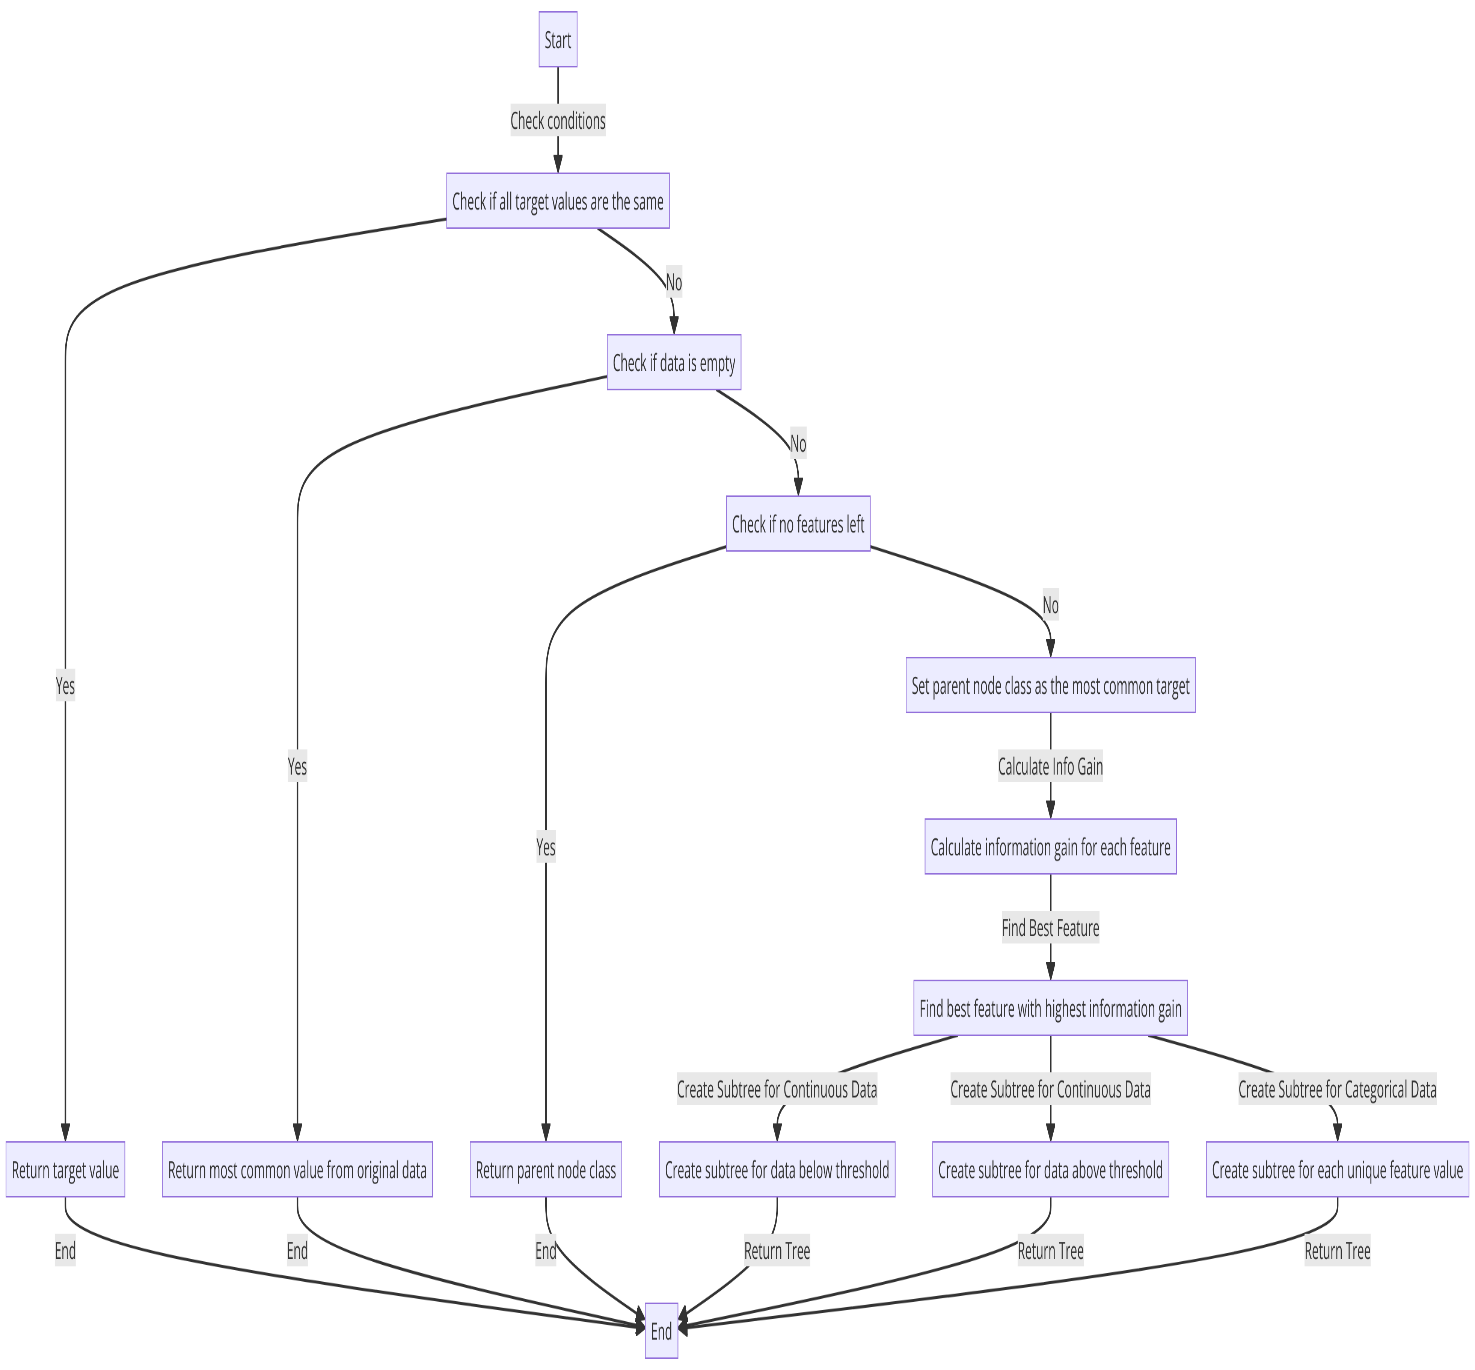 Start
Check conditions
Check if all target values are the same
No
Check if data is empty
No
Check if no features left
No
Yes
Set parent node class as the most common target
Yes
Calculate Info Gain
Yes
Calculate information gain for each feature
Find Best Feature
Find best feature with highest information gain
Create Subtree for Continuous Data
Create Subtree for Continuous Data
Create Subtree for Categorical Data
Return target value
Return most common value from original data
Return parent node class
Create subtree for data below threshold
Create subtree for data above threshold
Create subtree for each unique feature value
End
End
End
Return Tree
Return Tree
Return Tree
End